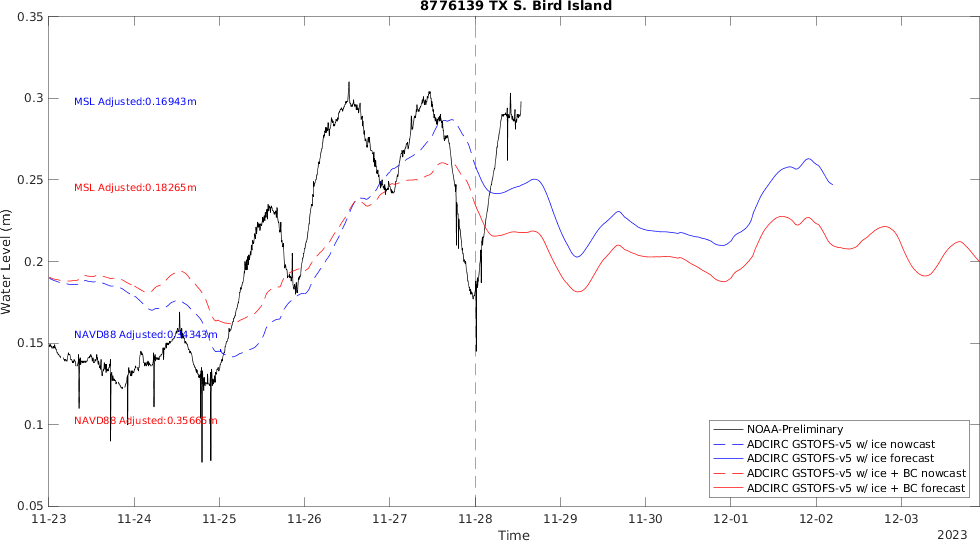 8776139 TX S. Bird Island
0.35
0.3
0.25
0.2
0.15
0.1
0.05
Water Level (m)
MSL Adjusted:0.16943m
MSL Adjusted:0.18265m
NAVD88 Adjusted:0.34343m
NAVD88 Adjusted:0.35665m
NOAA-Preliminary
ADCIRC GSTOFS-v5 w/ ice nowcast
ADCIRC GSTOFS-v5 w/ ice forecast
ADCIRC GSTOFS-v5 w/ ice + BC nowcast
ADCIRC GSTOFS-v5 w/ ice + BC forecast
11-23 11-24 11-25 11-26 11-27 11-28 11-29 11-30 12-01 12-02 12-03
Time
2023